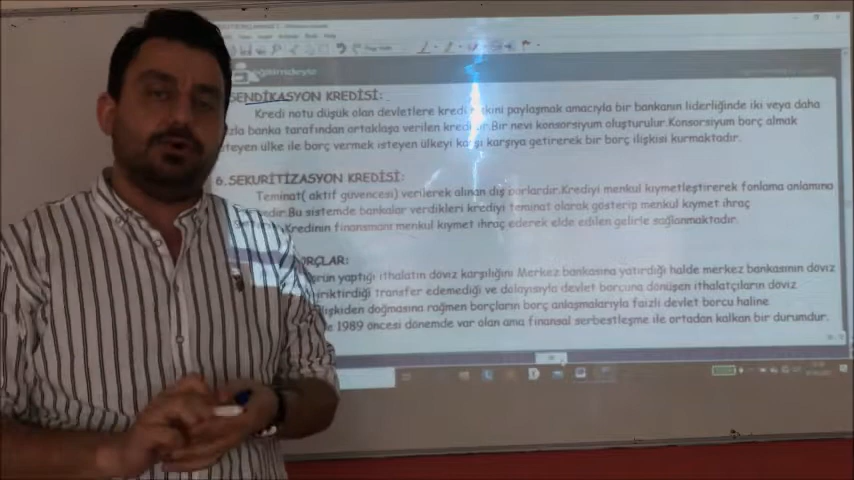 eğitimdeyiz
SENDİKASYON KREDİSİ:
Kredi notu düşük olan devletlere kredi riskini paylaşmak amacıyla bir bankanın liderliğinde iki veya daha
fazla banka tarafından ortaklaşa verilen kredidir.Bir nevi konsorsiyum oluşturulur.Konsorsiyum borç almak
isteyen ülke ile borç vermek isteyen ülkeyi karşı karşıya getirerek bir borç ilişkisi kurmaktadır.
6.SEKURİTİZASYON KREDİSİ:
Teminat( aktif güvencesi) verilerek alınan dış borçlardır.Krediyi menkul kıymetleştirerek fonlama anlamına
Bu sistemde bankalar verdikleri krediyi teminat olarak gösterip menkul kıymet ihraç
Kredinin finansmanı menkul kıymet ihraç ederek elde edilen gelirle sağlanmaktadır.
yaptığı ithalatın döviz karşılığını Merkez bankasına yatırdığı halde merkez bankasının döviz
transfer edemediği ve dolayısıyla devlet borcuna dönüşen ithalatçıların döviz
doğmasına rağmen borçların borç anlaşmalarıyla faizli devlet borcu haline
1989 öncesi dönemde var olan ama finansal serbestleşme ile ortadan kalkan bir durumdur.